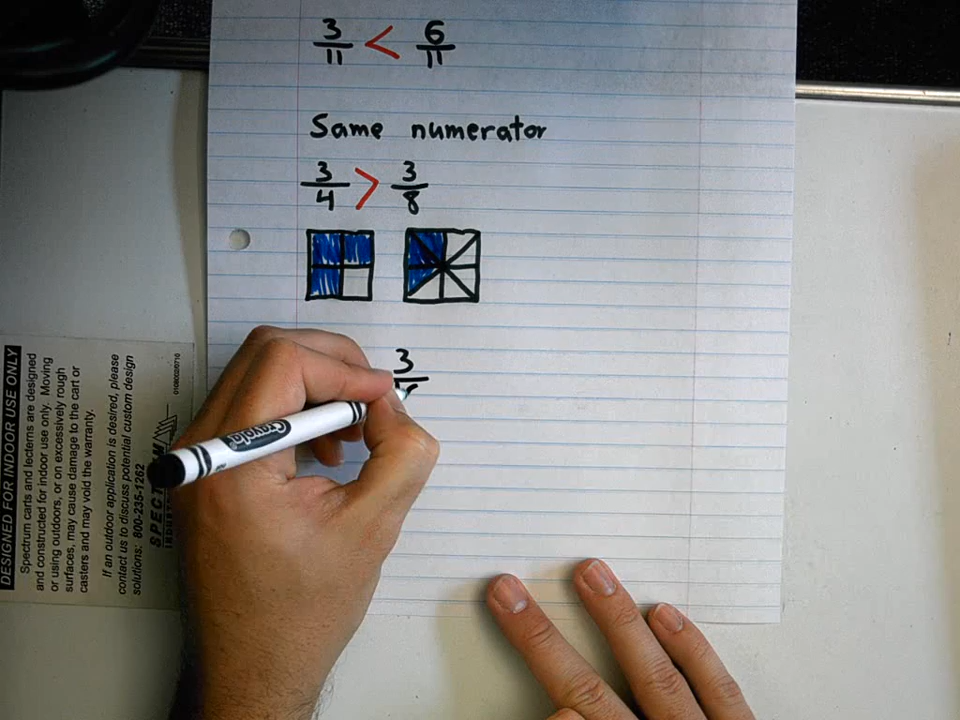 3/11 < 6/11
Same numerator
3/4 > 3/8
3
Crayola
DESIGNED FOR INDOOR USE ONLY
Spectrum carts and lecterns are designed
and constructed for indoor use only. Moving
or using outdoors, or on excessively rough
surfaces, may cause damage to the cart or
casters and may void the warranty.
If an outdoor application is desired, please
contact us to discuss potential custom design
solutions: 800-235-1262